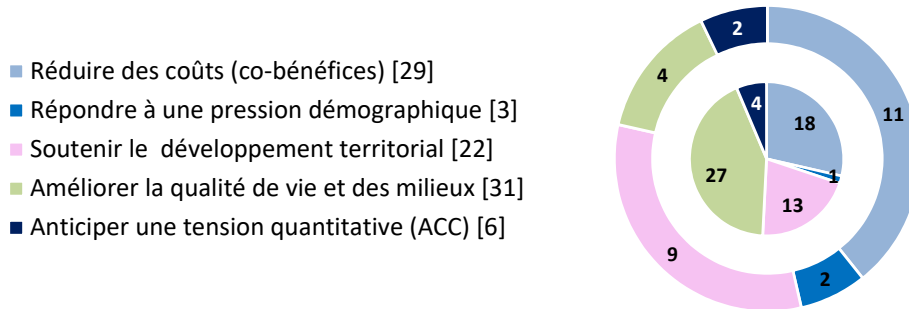 Réduire des coûts (co-bénéfices) [29]
Répondre à une pression démographique [3]
Soutenir le développement territorial [22]
Améliorer la qualité de vie et des milieux [31]
Anticiper une tension quantitative (ACC) [6]
2
4
11
4
18
27
1
13
9
2